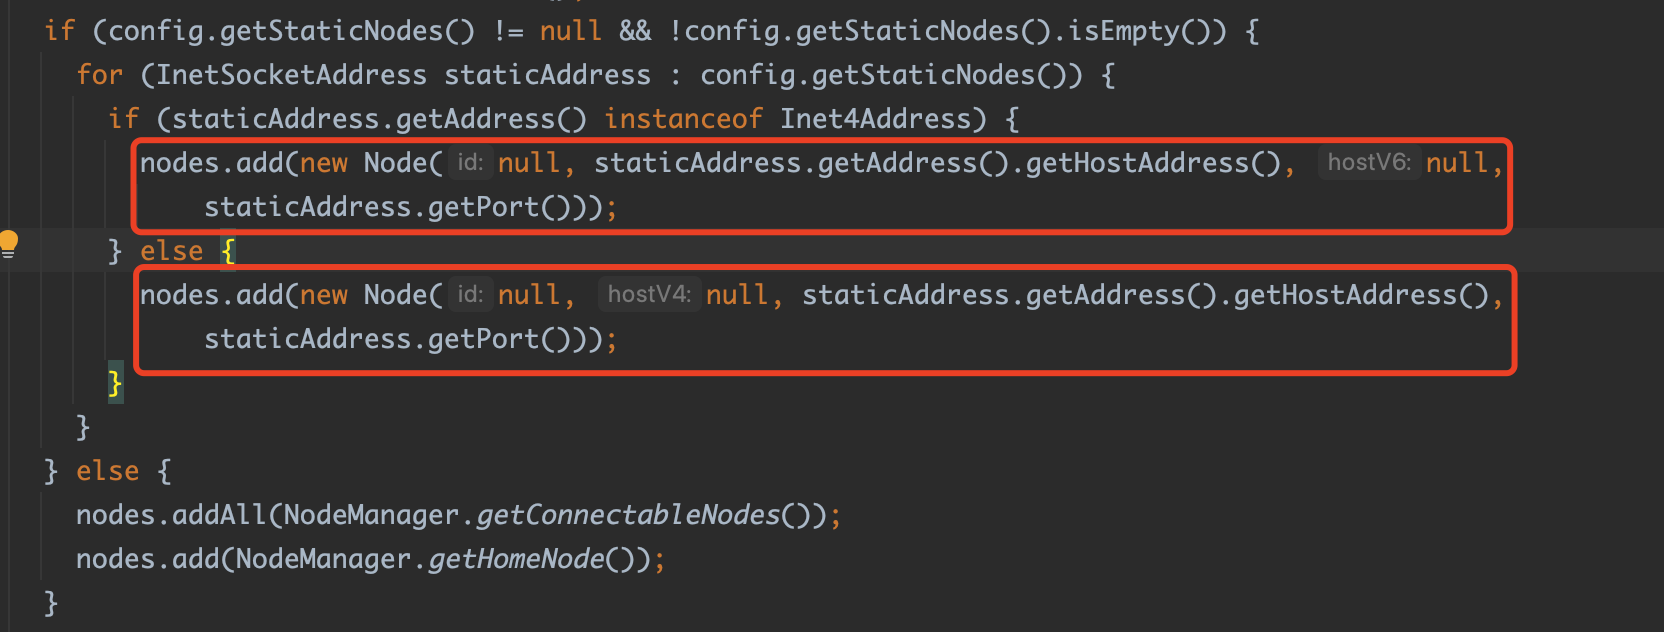 if (config.getStaticNodes() != null && !config.getStaticNodes().isEmpty()) {
for (InetSocketAddress staticAddress : config.getStaticNodes()) {
if (staticAddress.getAddress() instanceof Inet4Address) {
nodes.add(new Node( id: null, staticAddress.getAddress().getHostAddress(), hostV6: null,
staticAddress.getPort()));
} else {
nodes.add(new Node( id: null, hostV4: null, staticAddress.getAddress().getHostAddress(),
staticAddress.getPort()));
}
}
} else {
nodes.addAll(NodeManager.getConnectableNodes());
nodes.add(NodeManager.getHomeNode());
}